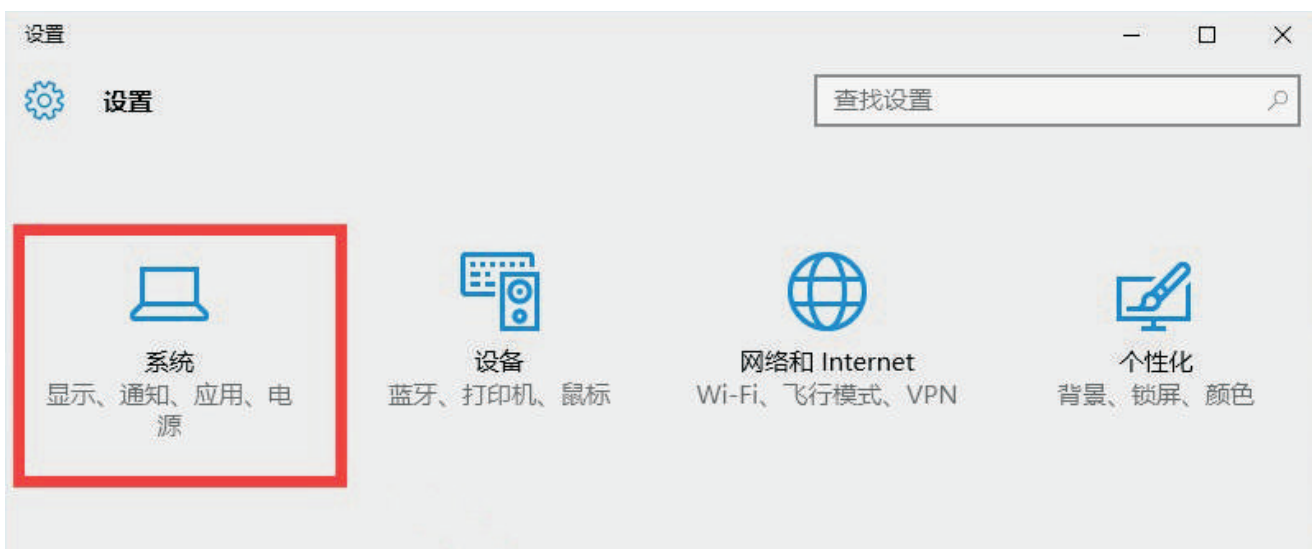 设置
设置
查找设置
系统
显示、通知、应用、电
源
设备
蓝牙、打印机、鼠标
网络和 Internet
Wi-Fi、飞行模式、VPN
个性化
背景、锁屏、颜色